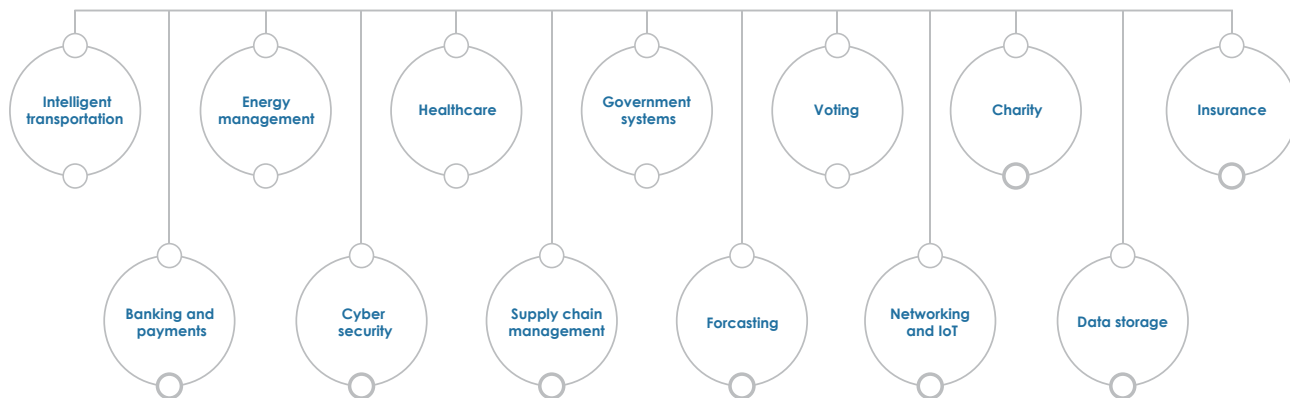 Intelligent
transportation
Energy
management
Healthcare
Government
systems
Voting
Charity
Insurance
Banking and
payments
Cyber
security
Supply chain
management
Forcasting
Networking
and IoT
Data storage